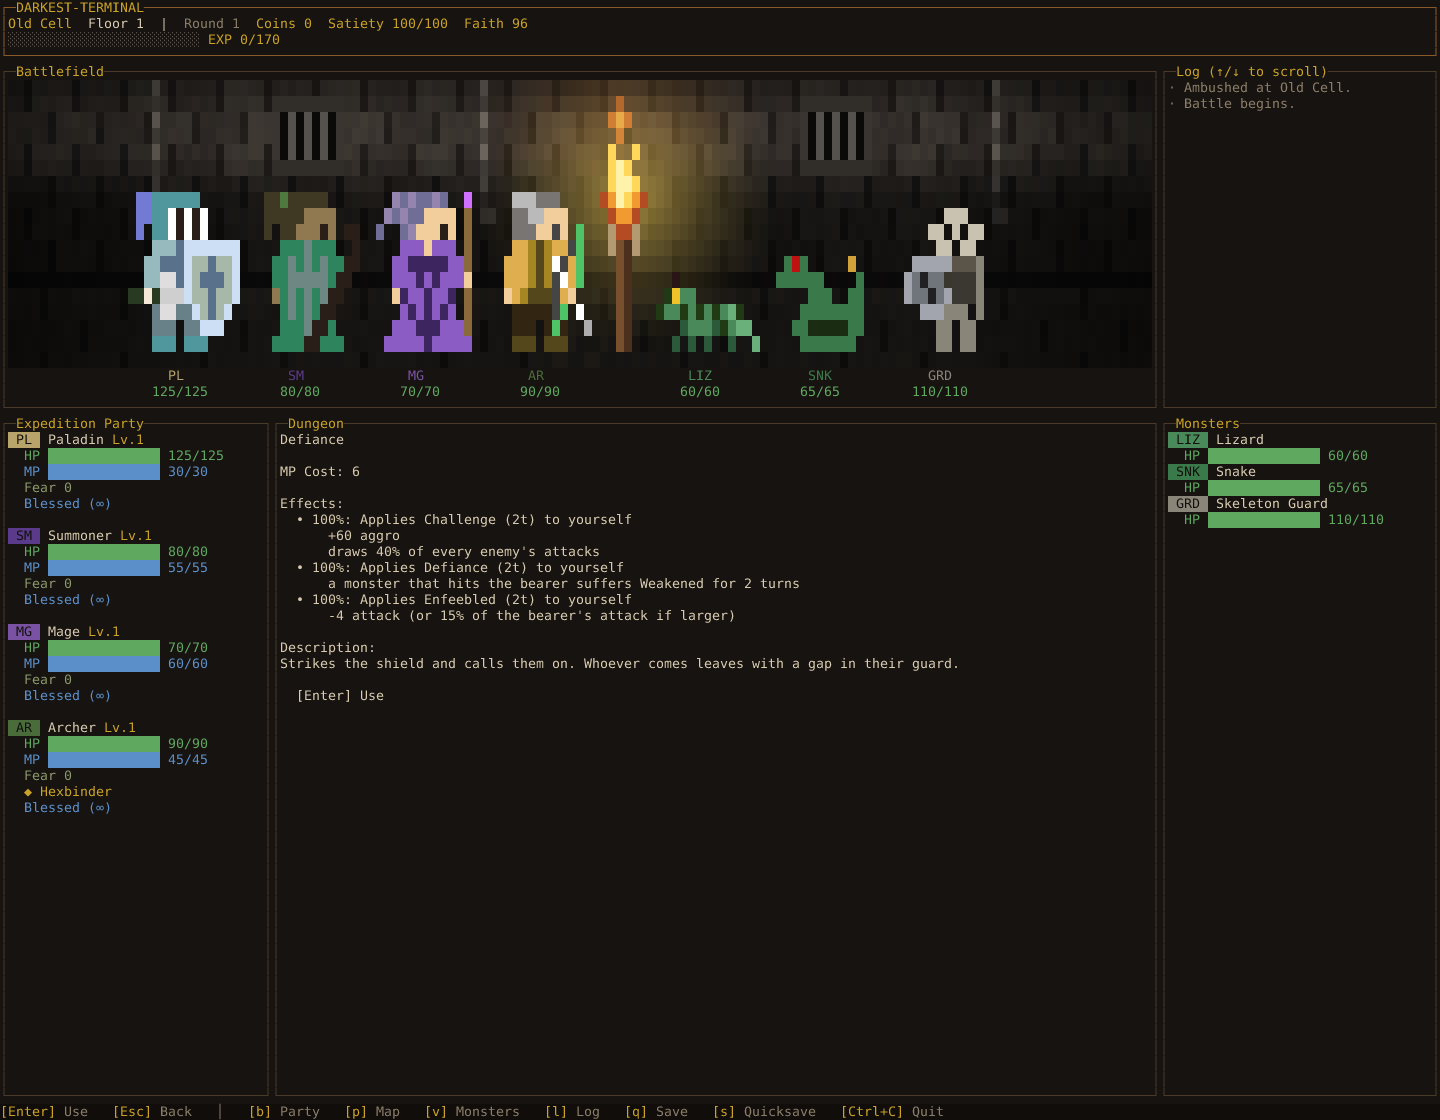 DARKEST-TERMINAL
Old Cell  Floor 1  |  Round 1  Coins 0  Satiety 100/100  Faith 96
EXP 0/170
Battlefield
PL SM MG AR LIZ SNK GRD
125/125 80/80 70/70 90/90 60/60 65/65 110/110
Log (↑/↓ to scroll)
· Ambushed at Old Cell.
· Battle begins.
Expedition Party
PL Paladin Lv.1
HP 125/125
MP 30/30
Fear 0
Blessed (∞)
SM Summoner Lv.1
HP 80/80
MP 55/55
Fear 0
Blessed (∞)
MG Mage Lv.1
HP 70/70
MP 60/60
Fear 0
Blessed (∞)
AR Archer Lv.1
HP 90/90
MP 45/45
Fear 0
◆ Hexbinder
Blessed (∞)
Dungeon
Defiance
MP Cost: 6
Effects:
• 100%: Applies Challenge (2t) to yourself
+60 aggro
draws 40% of every enemy's attacks
• 100%: Applies Defiance (2t) to yourself
a monster that hits the bearer suffers Weakened for 2 turns
• 100%: Applies Enfeebled (2t) to yourself
-4 attack (or 15% of the bearer's attack if larger)
Description:
Strikes the shield and calls them on. Whoever comes leaves with a gap in their guard.
[Enter] Use
Monsters
LIZ Lizard
HP 60/60
SNK Snake
HP 65/65
GRD Skeleton Guard
HP 110/110
[Enter] Use   [Esc] Back   |   [b] Party   [p] Map   [v] Monsters   [l] Log   [q] Save   [s] Quicksave   [Ctrl+C] Quit